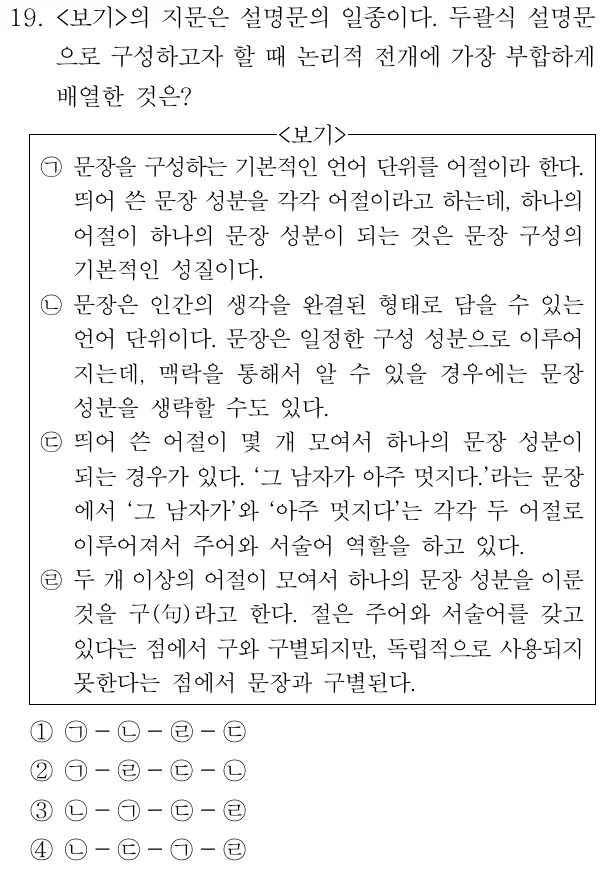 19. <보기>의 지문은 설명문의 일종이다. 두괄식 설명문
으로 구성하고자 할 때 논리적 전개에 가장 부합하게
배열한 것은?
<보기>
㉠ 문장을 구성하는 기본적인 언어 단위를 어절이라 한다.
띄어 쓴 문장 성분을 각각 어절이라고 하는데, 하나의
어절이 하나의 문장 성분이 되는 것은 문장 구성의
기본적인 성질이다.
㉡ 문장은 인간의 생각을 완결된 형태로 담을 수 있는
언어 단위이다. 문장은 일정한 구성 성분으로 이루어
지는데, 맥락을 통해서 알 수 있을 경우에는 문장
성분을 생략할 수도 있다.
㉢ 띄어 쓴 어절이 몇 개 모여서 하나의 문장 성분이
되는 경우가 있다. ‘그 남자가 아주 멋지다.’라는 문장
에서 ‘그 남자가’와 ‘아주 멋지다’는 각각 두 어절로
이루어져서 주어와 서술어 역할을 하고 있다.
㉣ 두 개 이상의 어절이 모여서 하나의 문장 성분을 이룬
것을 구(句)라고 한다. 절은 주어와 서술어를 갖고
있다는 점에서 구와 구별되지만, 독립적으로 사용되지
못한다는 점에서 문장과 구별된다.
① ㉠-㉡-㉣-㉢
② ㉠-㉣-㉢-㉡
③ ㉡-㉠-㉢-㉣
④ ㉡-㉢-㉠-㉣